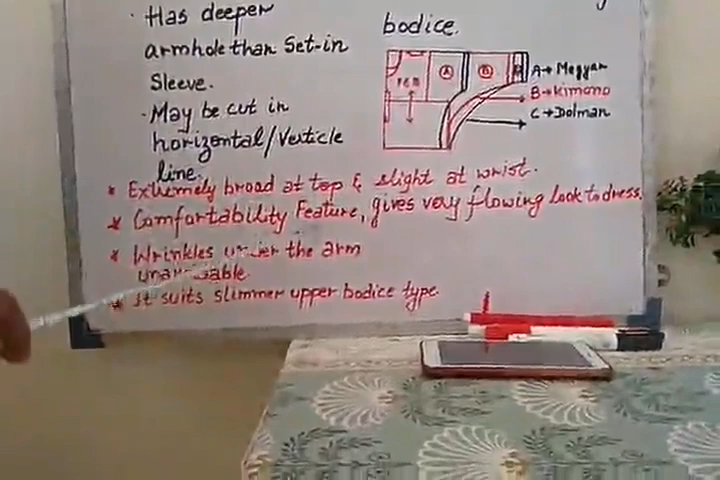 · Has deeper
armhole than Set-in
Sleeve.
· May be cut in
horizontal/Verticle
line.
bodice.
A B
A→ Megyar
B→ kimono
C→ Dolman
* Extremely broad at top & slight at wrist.
* Comfortability Feature, gives very flowing look to dress.
* Wrinkles under the arm
* It suits slimmer upper bodice type.